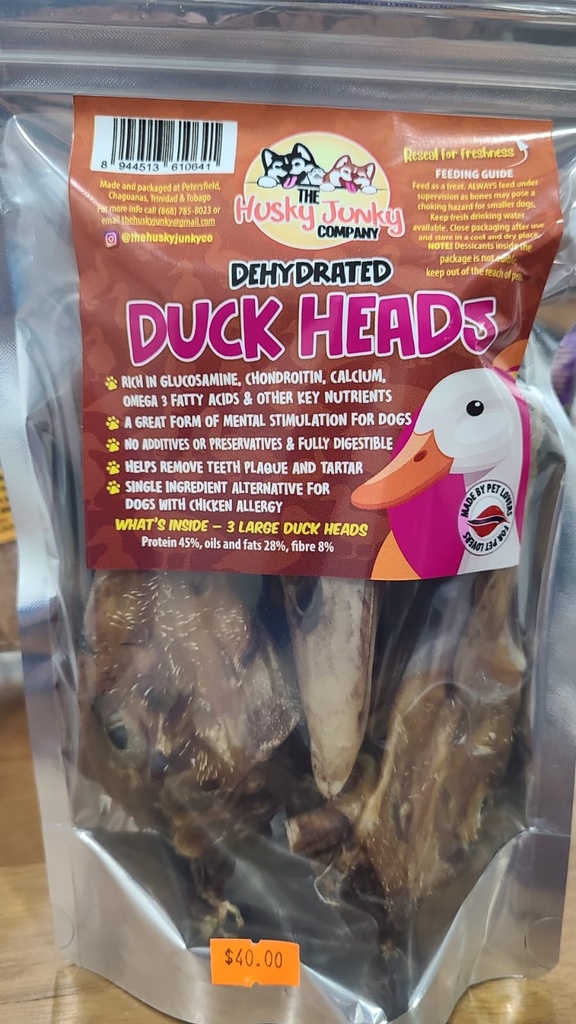 8 944513 610641
Made and packaged at Petersfield,
Chaguanas, Trinidad & Tobago
For more info call (868) 785-8023 or
email thehuskyjunky@gmail.com
@thehuskyjunkyco
THE
Husky Junky
COMPANY
Reseal for freshness
FEEDING GUIDE
Feed as a treat. ALWAYS feed under
supervision as bones may pose a
choking hazard for smaller dogs.
Keep fresh drinking water
available. Close packaging after use
and store in a cool and dry place.
NOTE! Dessicants inside the
package is not edible,
keep out of the reach of pets
DEHYDRATED
DUCK HEADS
RICH IN GLUCOSAMINE, CHONDROITIN, CALCIUM,
OMEGA 3 FATTY ACIDS & OTHER KEY NUTRIENTS
A GREAT FORM OF MENTAL STIMULATION FOR DOGS
NO ADDITIVES OR PRESERVATIVES & FULLY DIGESTIBLE
HELPS REMOVE TEETH PLAQUE AND TARTAR
SINGLE INGREDIENT ALTERNATIVE FOR
DOGS WITH CHICKEN ALLERGY
WHAT'S INSIDE – 3 LARGE DUCK HEADS
Protein 45%, oils and fats 28%, fibre 8%
MADE BY PET LOVERS
FOR PET LOVERS
$40.00